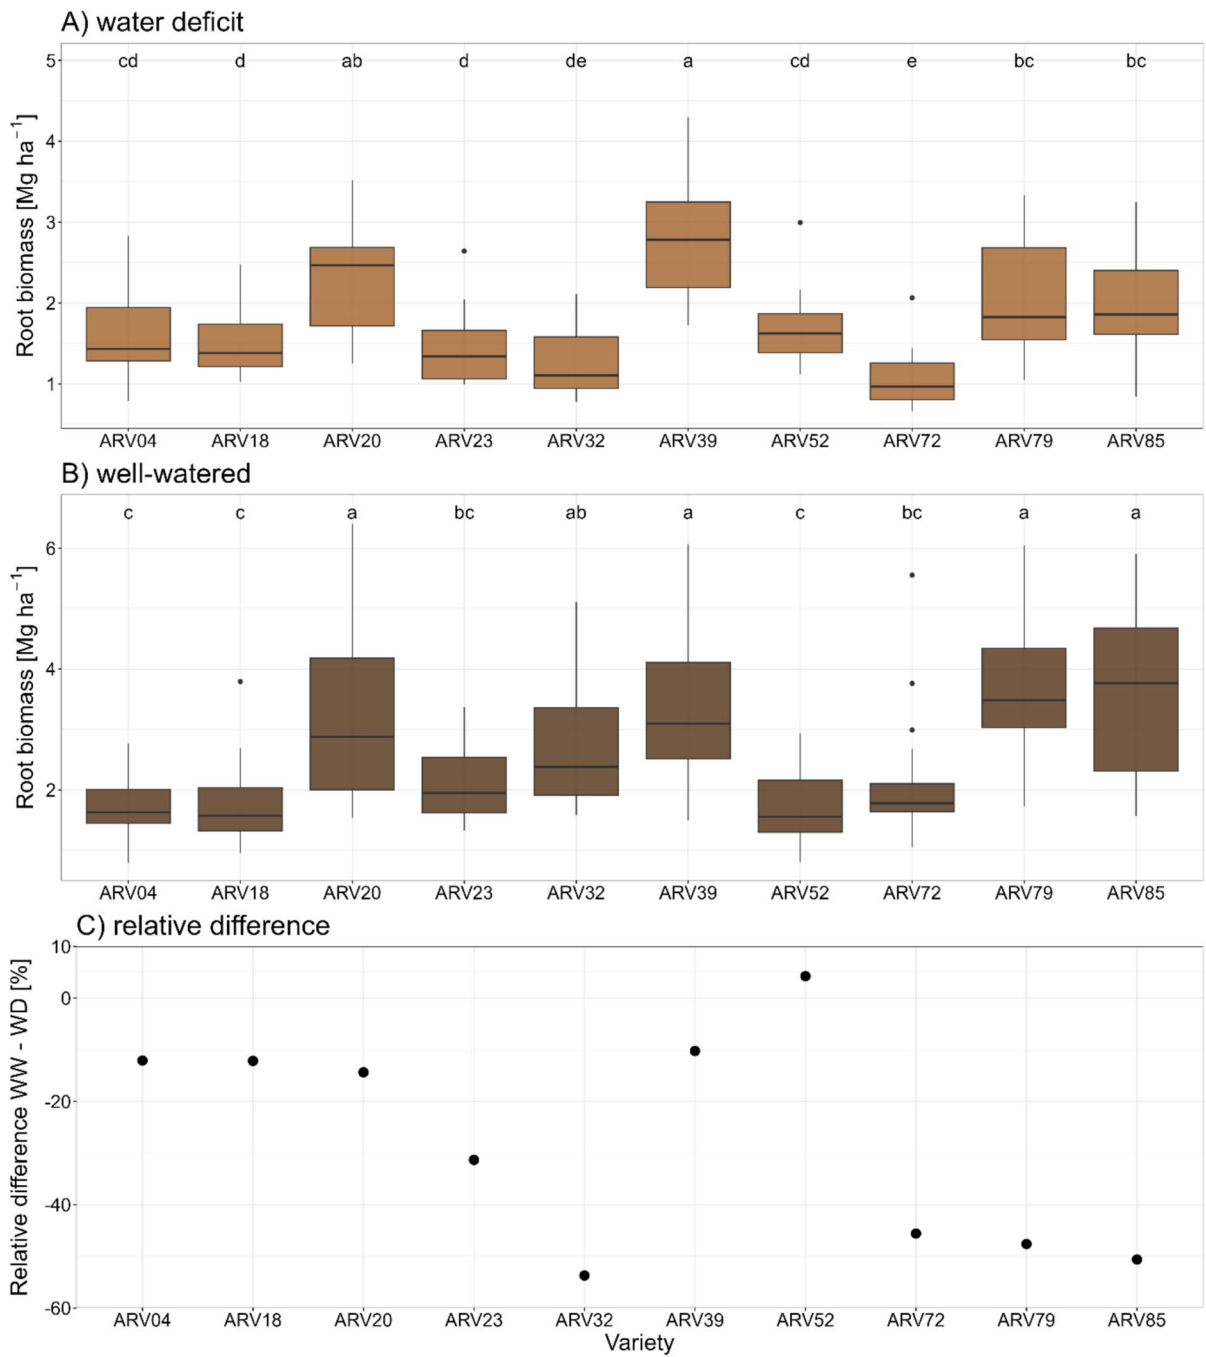 A) water deficit
Root biomass [Mg ha⁻¹]
5
4
3
2
1
cd d ab d de a cd e bc bc
ARV04 ARV18 ARV20 ARV23 ARV32 ARV39 ARV52 ARV72 ARV79 ARV85
B) well-watered
Root biomass [Mg ha⁻¹]
6
4
2
c c a bc ab a c bc a a
ARV04 ARV18 ARV20 ARV23 ARV32 ARV39 ARV52 ARV72 ARV79 ARV85
C) relative difference
Relative difference WW - WD [%]
10
0
-20
-40
-60
ARV04 ARV18 ARV20 ARV23 ARV32 ARV39 ARV52 ARV72 ARV79 ARV85
Variety